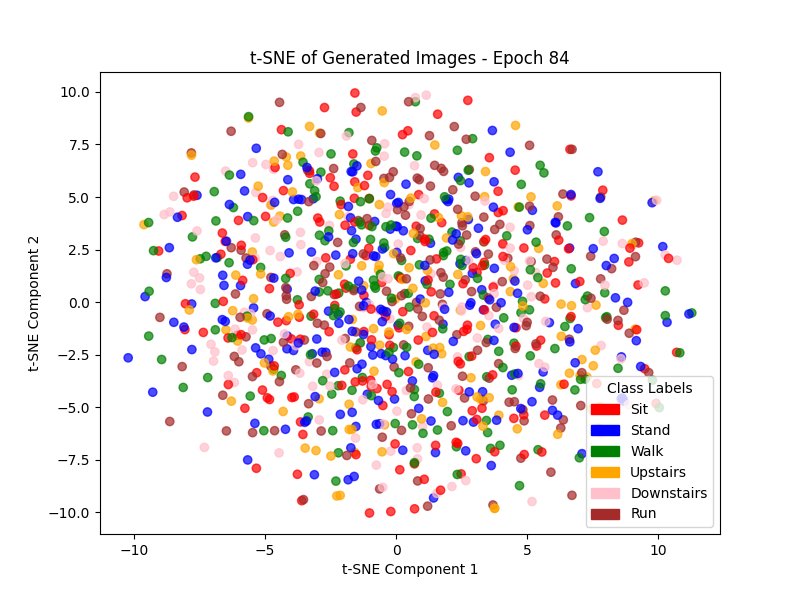 t-SNE of Generated Images - Epoch 84
t-SNE Component 2
10.0
7.5
5.0
2.5
0.0
−2.5
−5.0
−7.5
−10.0
Class Labels
Sit
Stand
Walk
Upstairs
Downstairs
Run
−10
−5
0
5
10
t-SNE Component 1